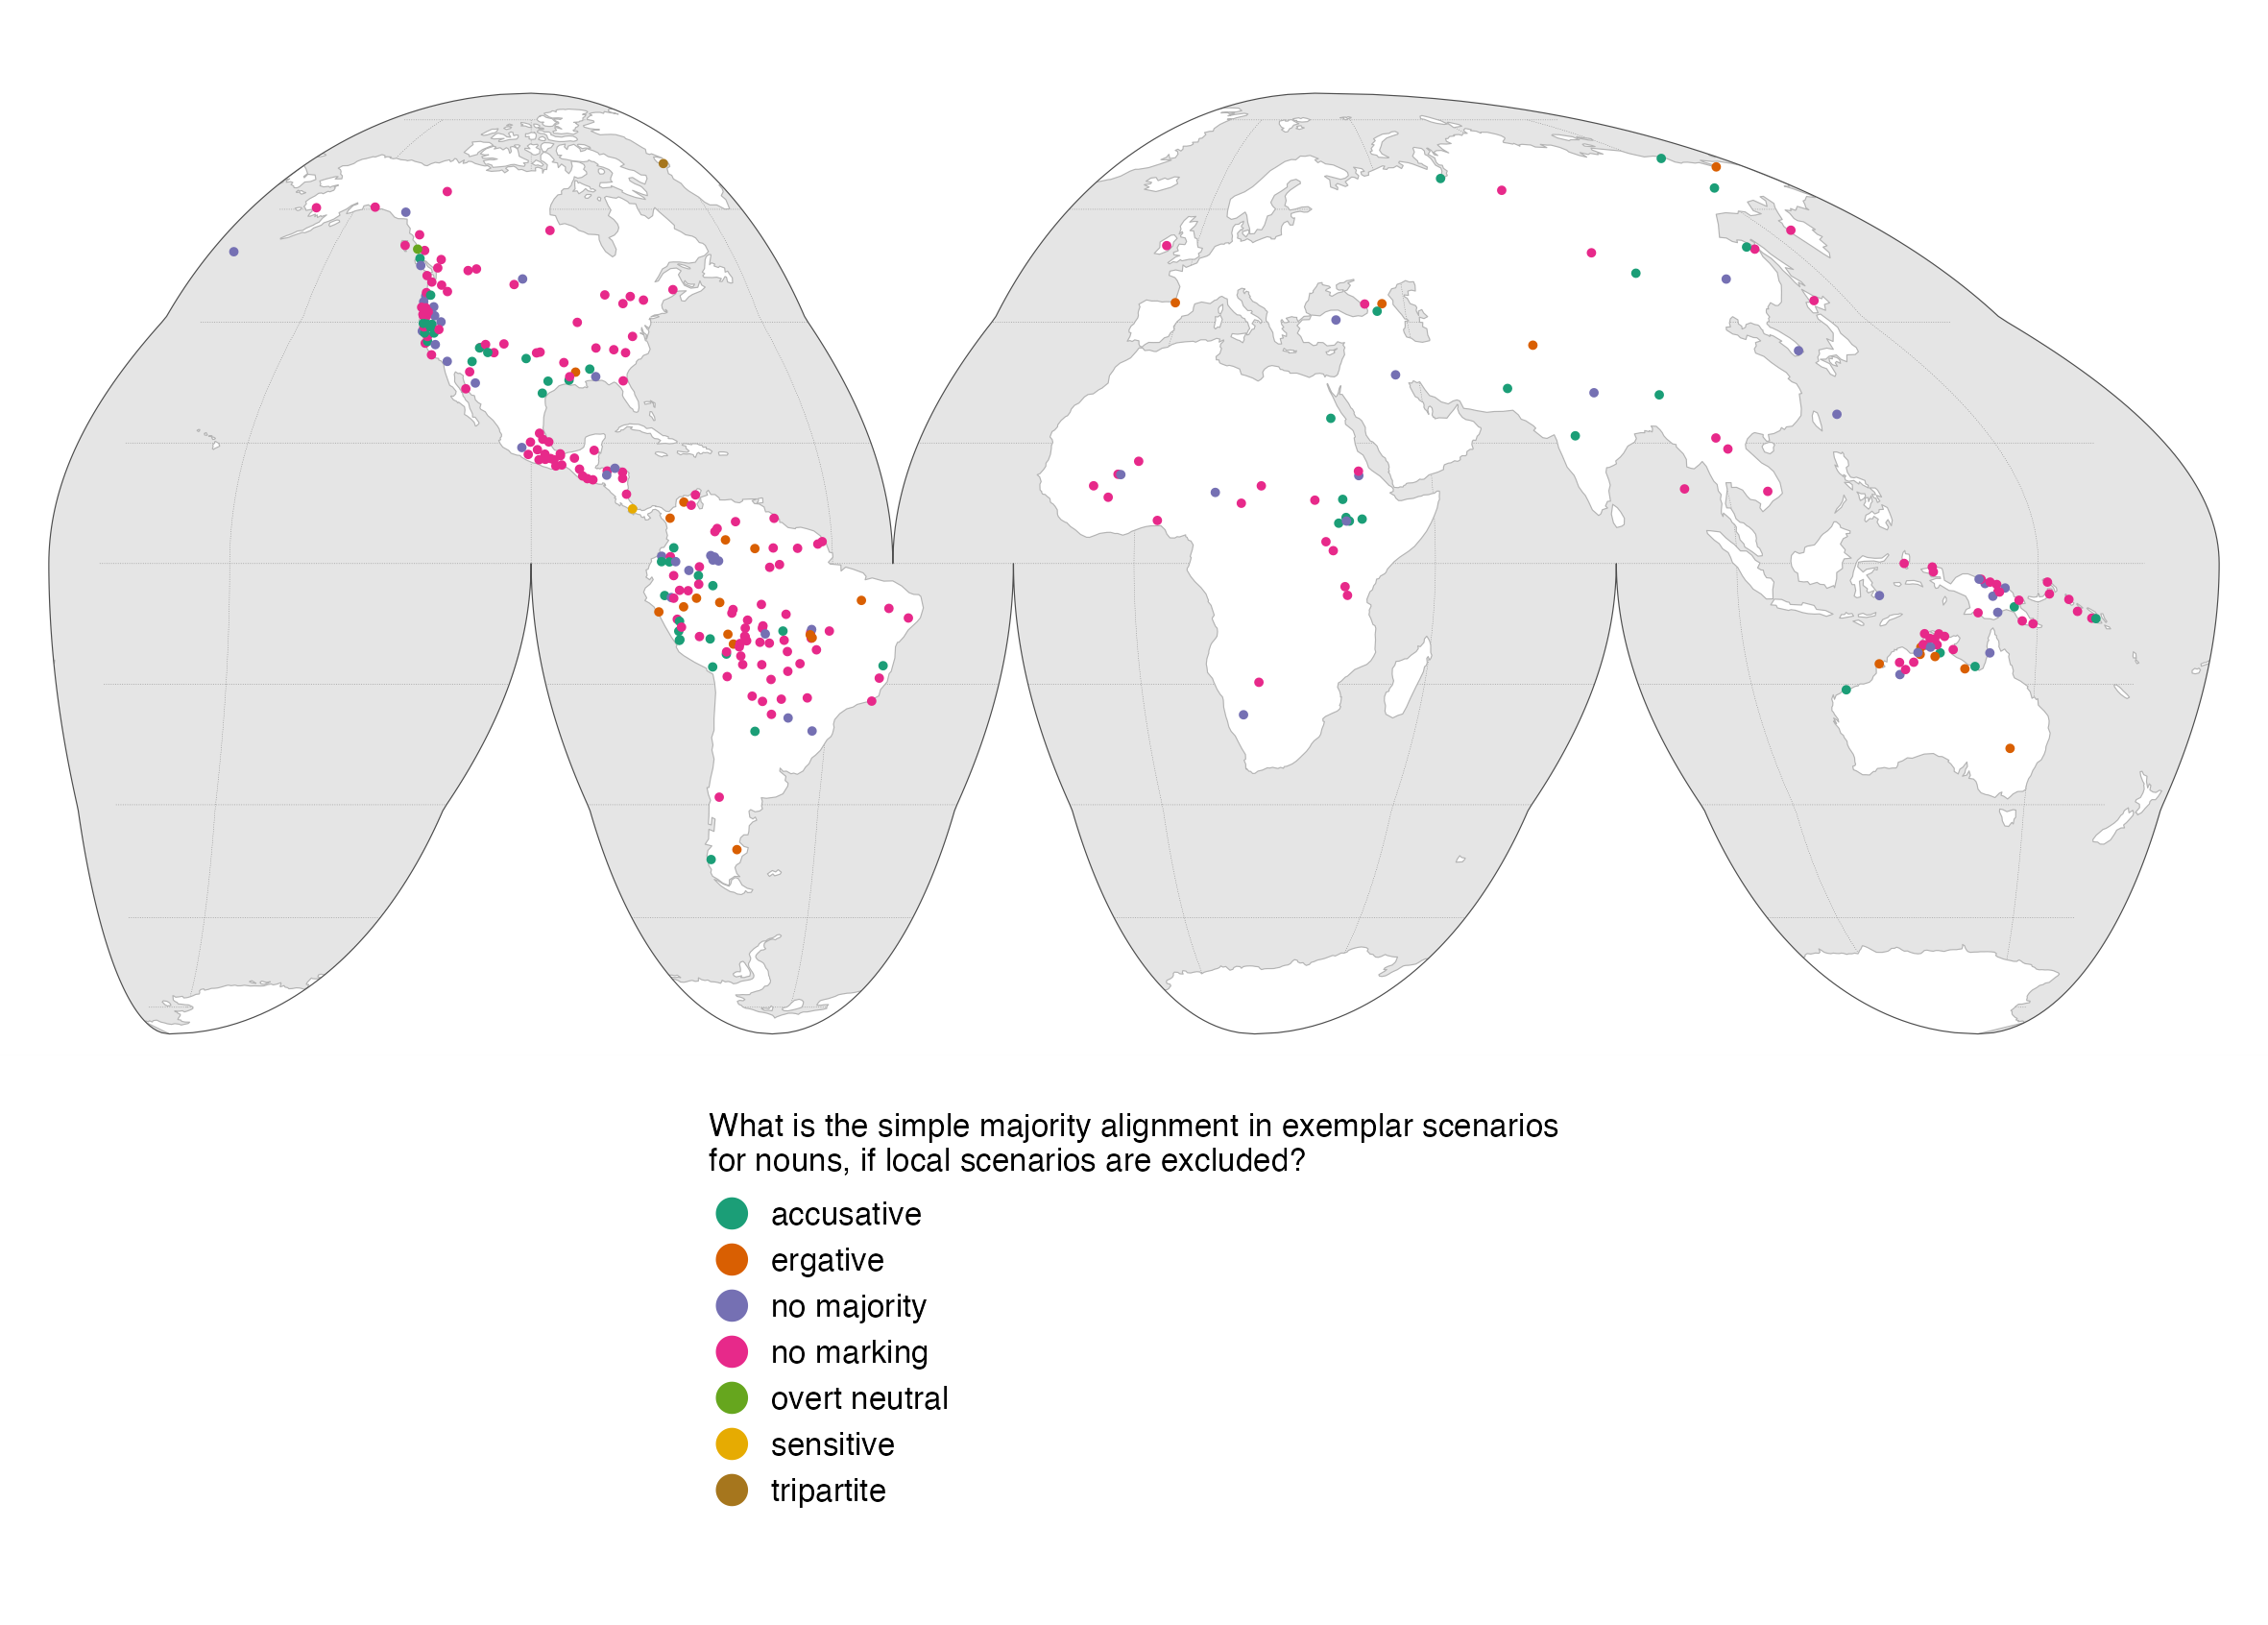 What is the simple majority alignment in exemplar scenarios
for nouns, if local scenarios are excluded?
accusative
ergative
no majority
no marking
overt neutral
sensitive
tripartite